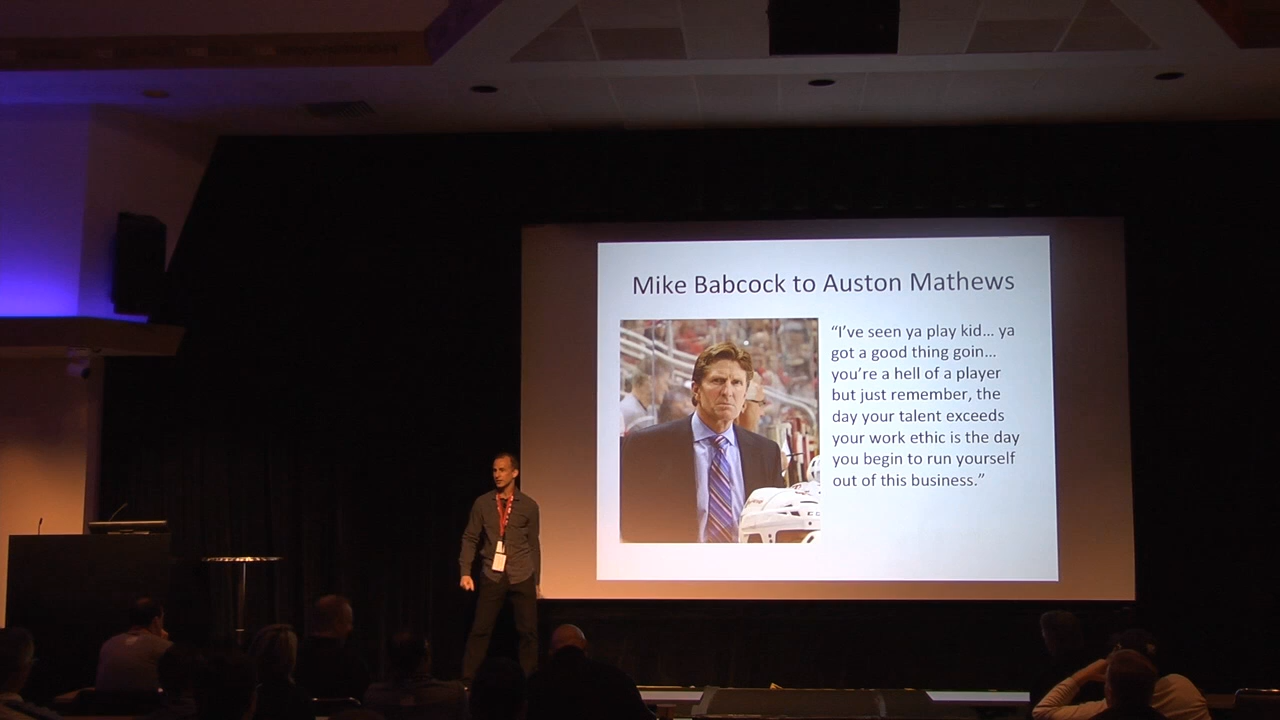 Mike Babcock to Auston Mathews
“I’ve seen ya play kid… ya
got a good thing goin…
you’re a hell of a player
but just remember, the
day your talent exceeds
your work ethic is the day
you begin to run yourself
out of this business.”